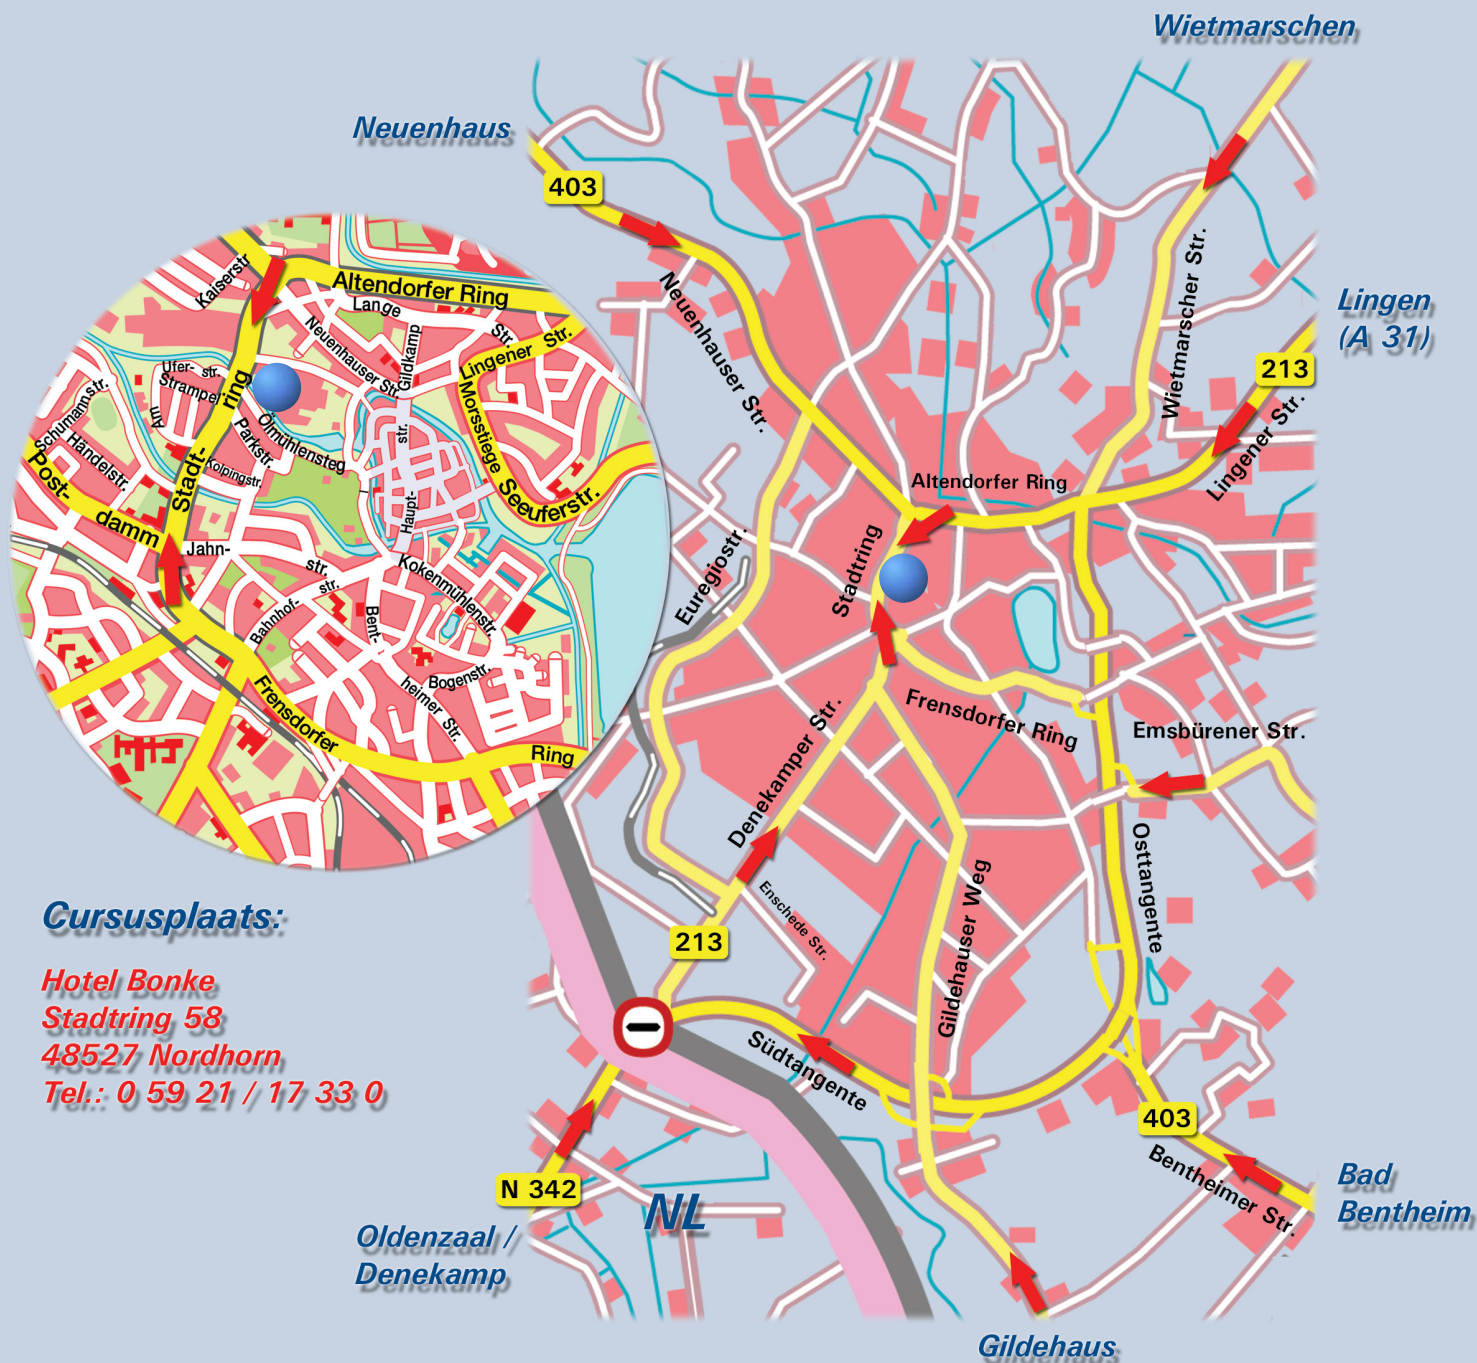 Wietmarschen
Neuenhaus
403
Neuenhauser Str.
Wietmarscher Str.
Lingen
(A 31)
213
Lingener Str.
Altendorfer Ring
Stadtring
Euregiostr.
Frensdorfer Ring
Emsbürener Str.
Denekamper Str.
Enschede Str.
213
Gildehauser Weg
Osttangente
Südtangente
403
Bentheimer Str.
Bad
Bentheim
N 342
NL
Oldenzaal /
Denekamp
Gildehaus
Kaiserstr
Altendorfer Ring
Lange
Str.
Neuenhauser Str.
Gildkamp
str.
Lingener Str.
Ufer-
str.
Strampel
Am
Stadt-
ring
Schumannstr.
Händelstr.
Parkstr.
Ölmühlensteg
Kolpingstr.
Morsstiege
Seeuferstr.
Haupt-
Post-
damm
Jahn-
str.
Bahnhof-
str.
Kokenmühlenstr.
Bent-
heimer Str.
Bogenstr.
Frensdorfer
Ring
Cursusplaats:
Hotel Bonke
Stadtring 58
48527 Nordhorn
Tel.: 0 59 21 / 17 33 0